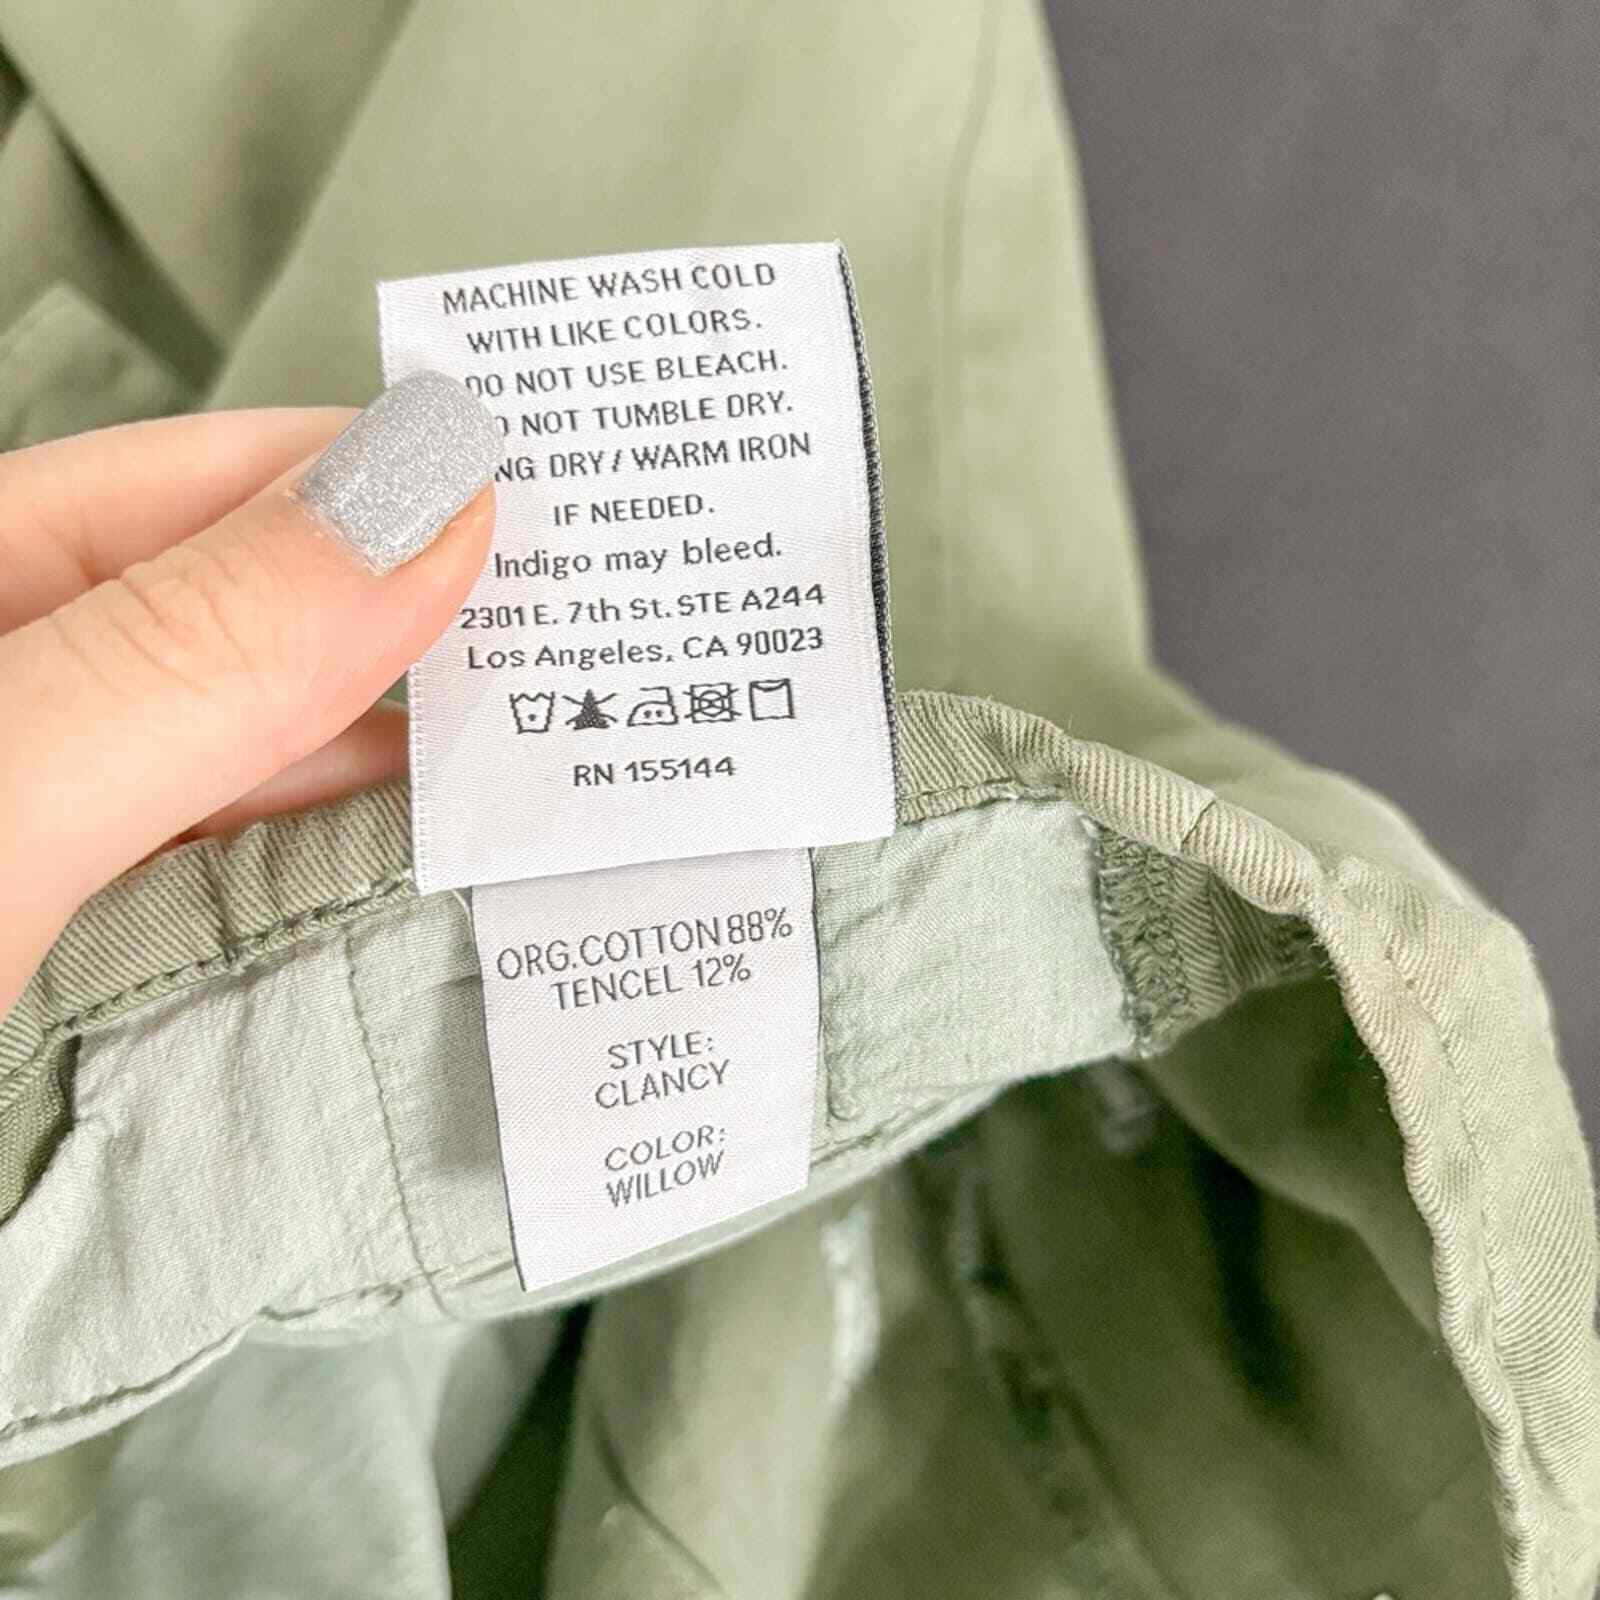 MACHINE WASH COLD
WITH LIKE COLORS.
DO NOT USE BLEACH.
NOT TUMBLE DRY.
DRY / WARM IRON
IF NEEDED.
Indigo may bleed.
2301 E. 7th St. STE A244
Los Angeles, CA 90023
RN 155144
ORG.COTTON 88%
TENCEL 12%
STYLE:
CLANCY
COLOR:
WILLOW